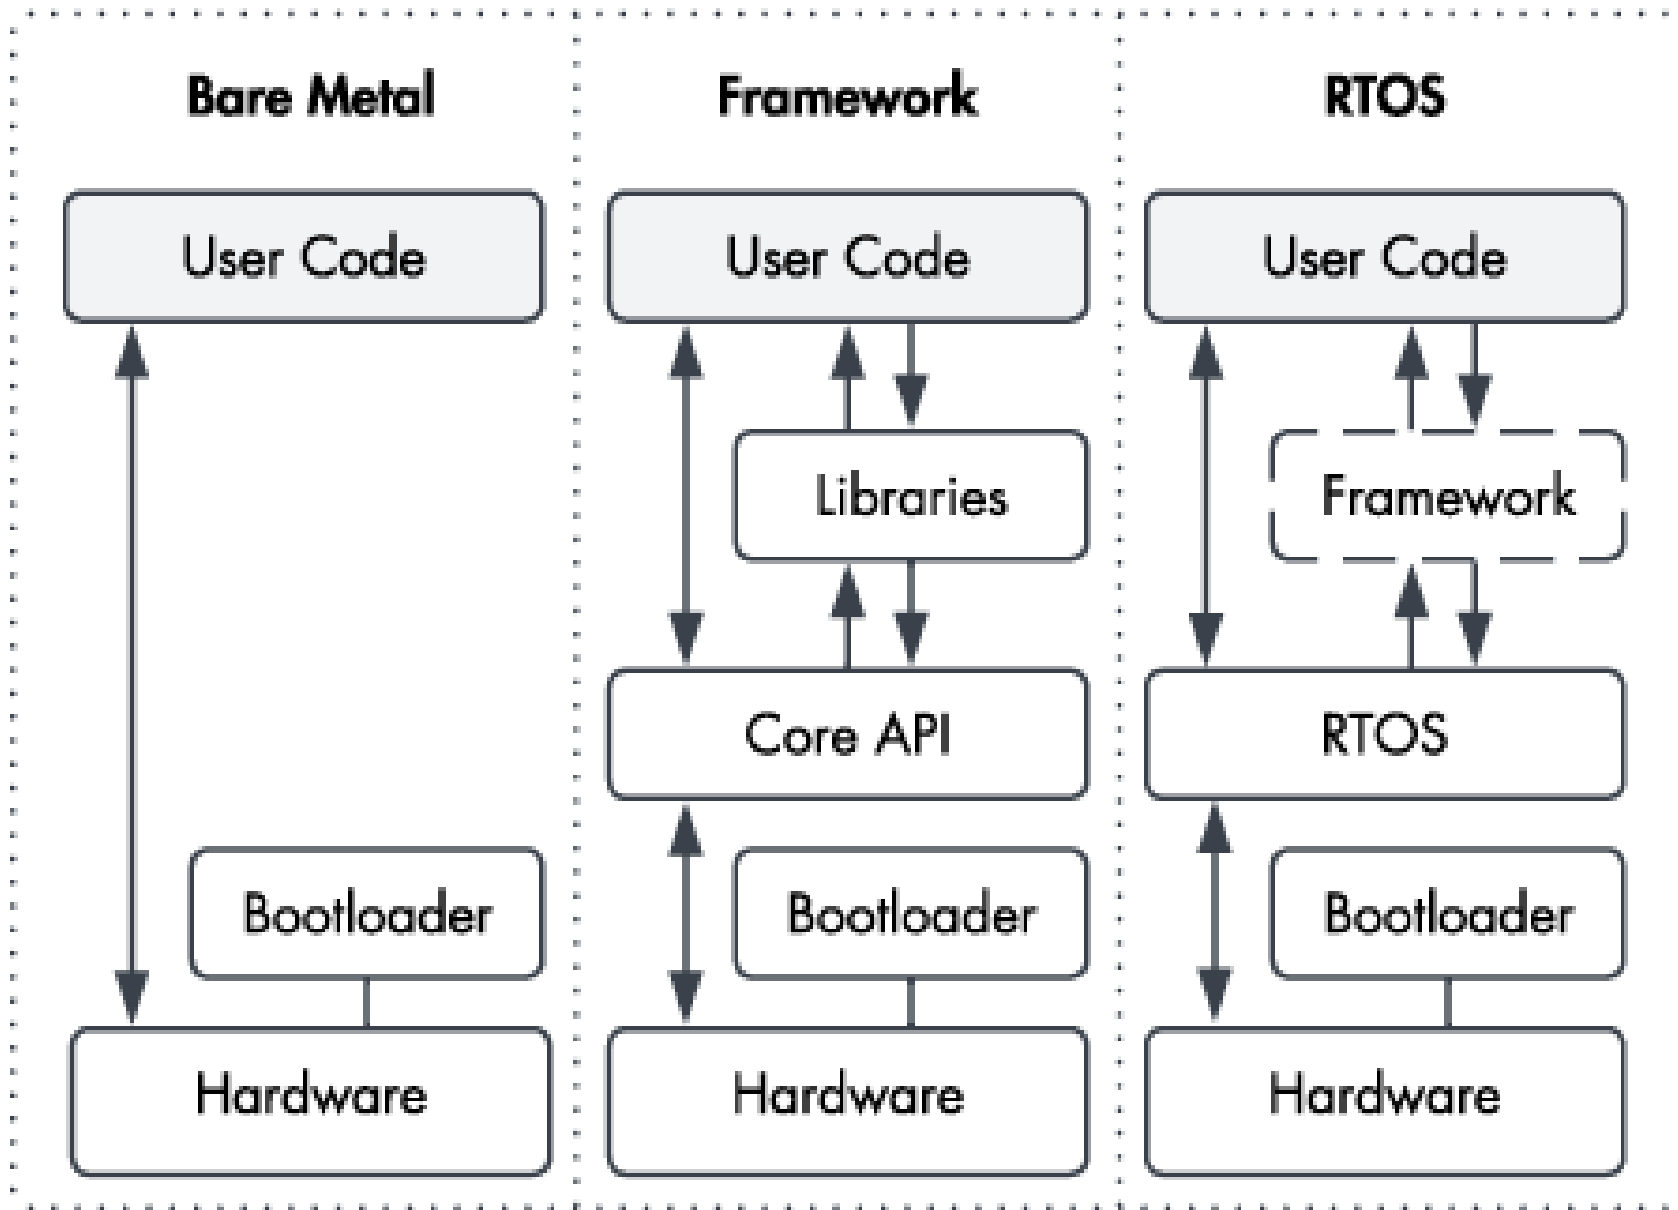 Bare Metal
User Code
Bootloader
Hardware
Framework
User Code
Libraries
Core API
Bootloader
Hardware
RTOS
User Code
Framework
RTOS
Bootloader
Hardware